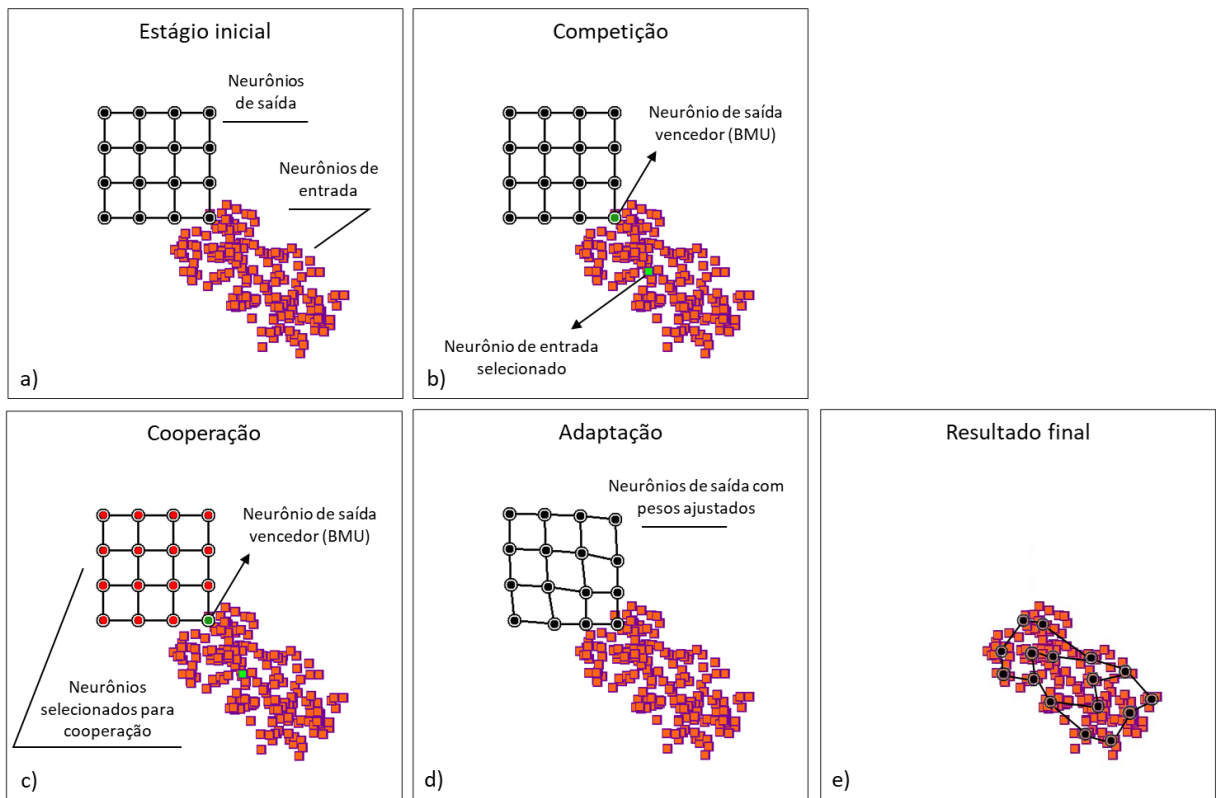 Estágio inicial
Neurônios
de saída
Neurônios de
entrada
a)
Competição
Neurônio de saída
vencedor (BMU)
Neurônio de entrada
selecionado
b)
Cooperação
Neurônio de saída
vencedor (BMU)
Neurônios
selecionados para
cooperação
c)
Adaptação
Neurônios de saída com
pesos ajustados
d)
Resultado final
e)